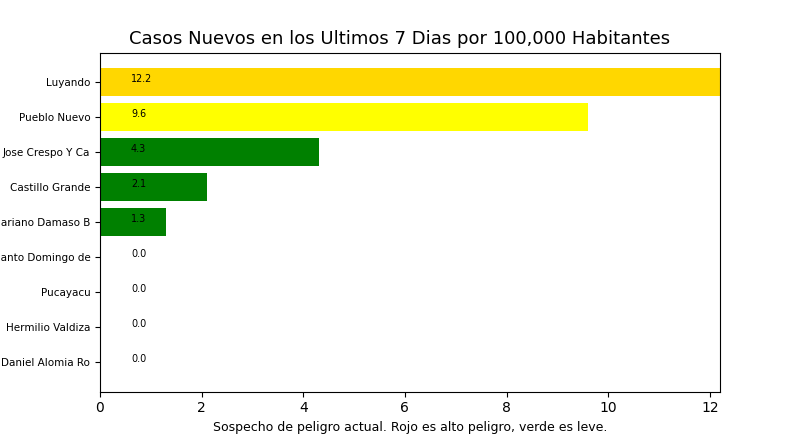 Casos Nuevos en los Ultimos 7 Dias por 100,000 Habitantes
Luyando 12.2
Pueblo Nuevo 9.6
Jose Crespo Y Ca 4.3
Castillo Grande 2.1
ariano Damaso B 1.3
anto Domingo de 0.0
Pucayacu 0.0
Hermilio Valdiza 0.0
Daniel Alomia Ro 0.0
0 2 4 6 8 10 12
Sospecho de peligro actual. Rojo es alto peligro, verde es leve.